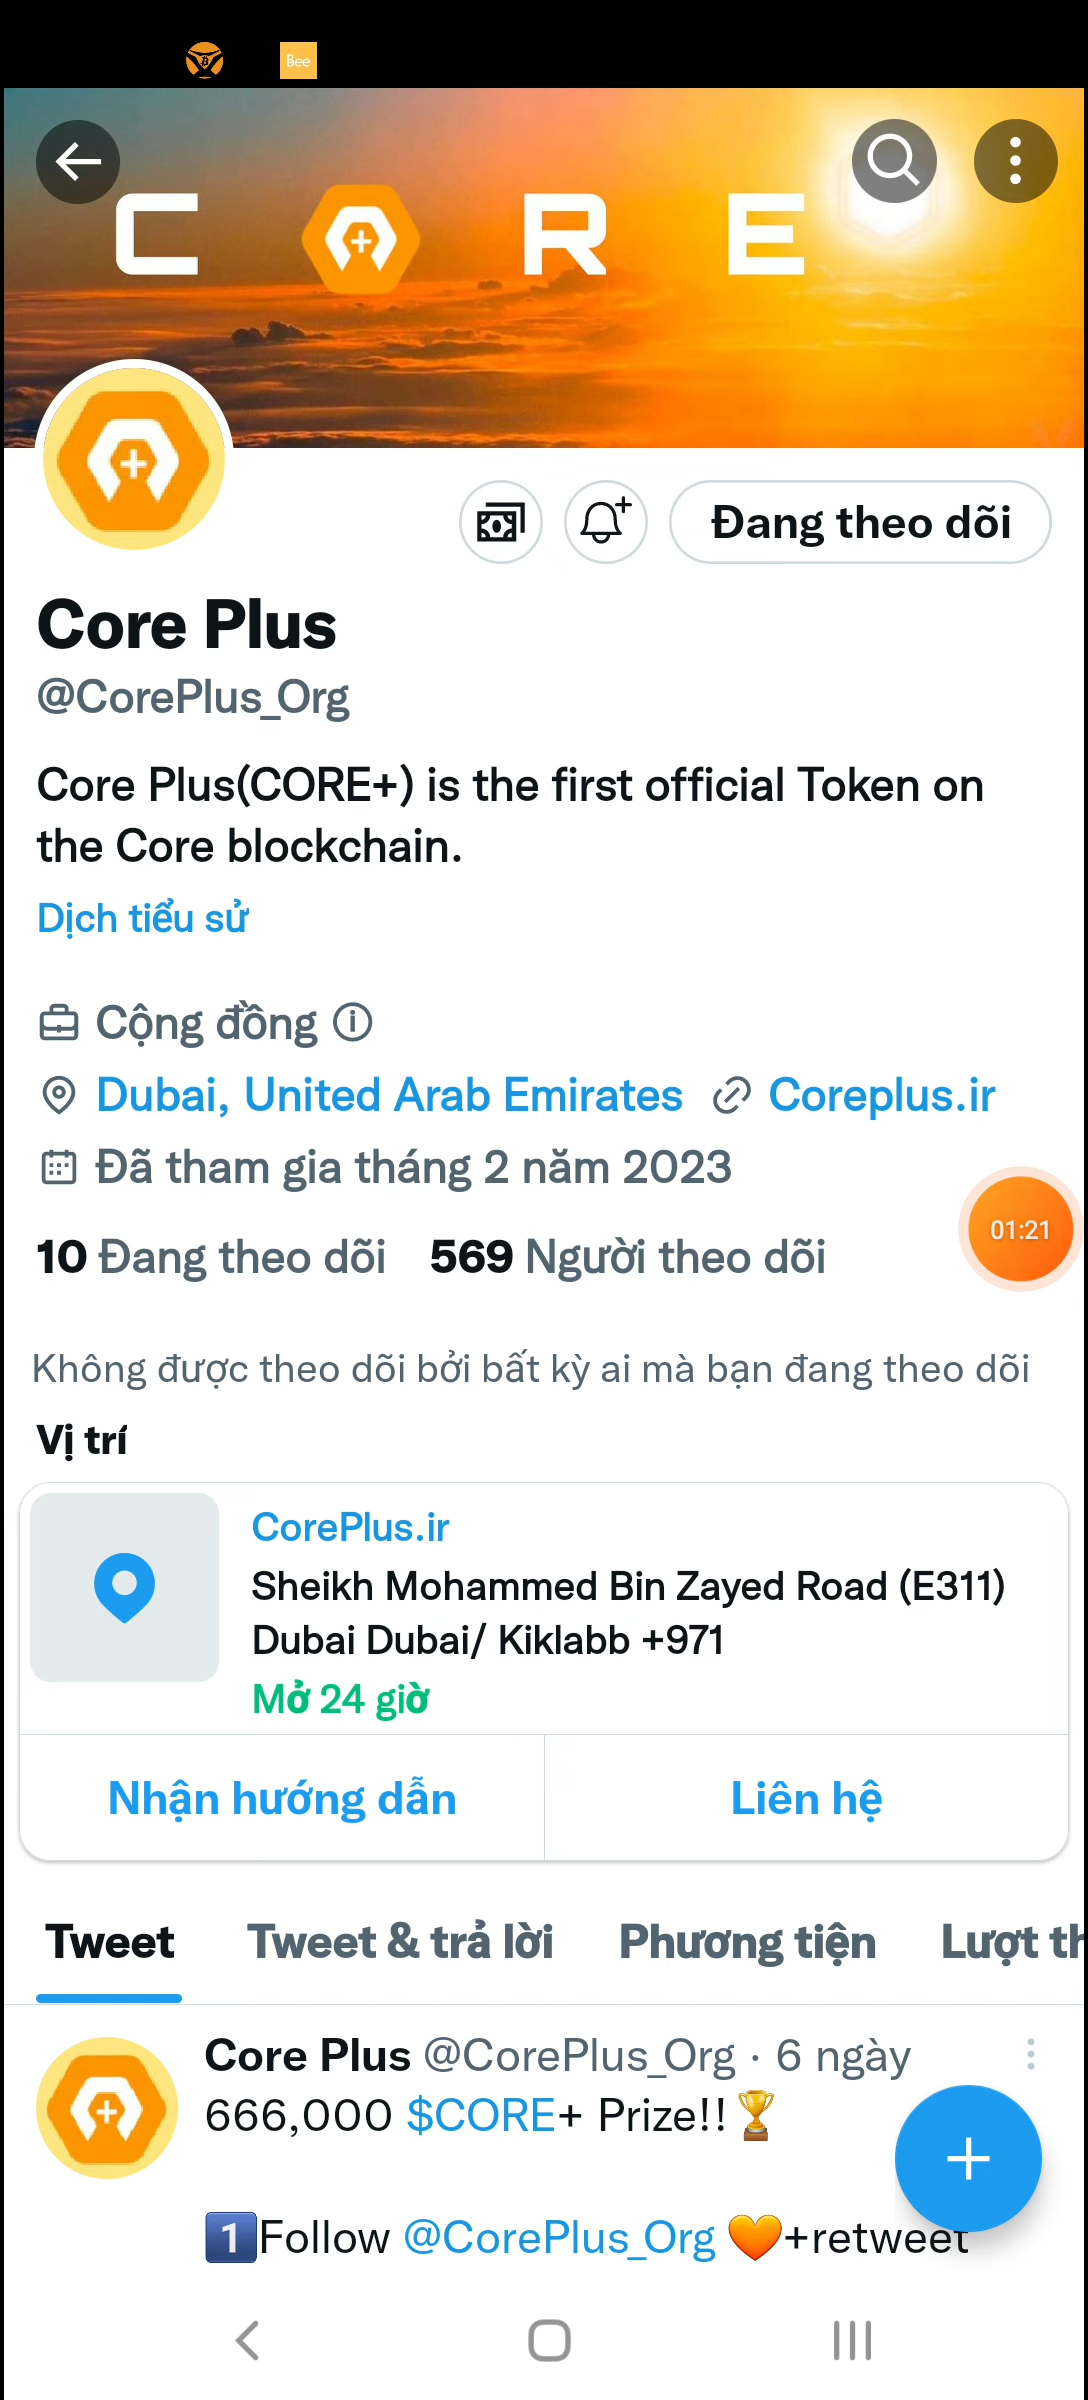 Bee
C O R E
Đang theo dõi
Core Plus
@CorePlus_Org
Core Plus(CORE+) is the first official Token on
the Core blockchain.
Dịch tiểu sử
Cộng đồng
Dubai, United Arab Emirates Coreplus.ir
Đã tham gia tháng 2 năm 2023
01:21
10 Đang theo dõi 569 Người theo dõi
Không được theo dõi bởi bất kỳ ai mà bạn đang theo dõi
Vị trí
CorePlus.ir
Sheikh Mohammed Bin Zayed Road (E311)
Dubai Dubai/ Kiklabb +971
Mở 24 giờ
Nhận hướng dẫn Liên hệ
Tweet Tweet & trả lời Phương tiện Lượt th
Core Plus @CorePlus_Org · 6 ngày
666,000 $CORE+ Prize!!🏆
1️⃣Follow @CorePlus_Org 🧡+retweet